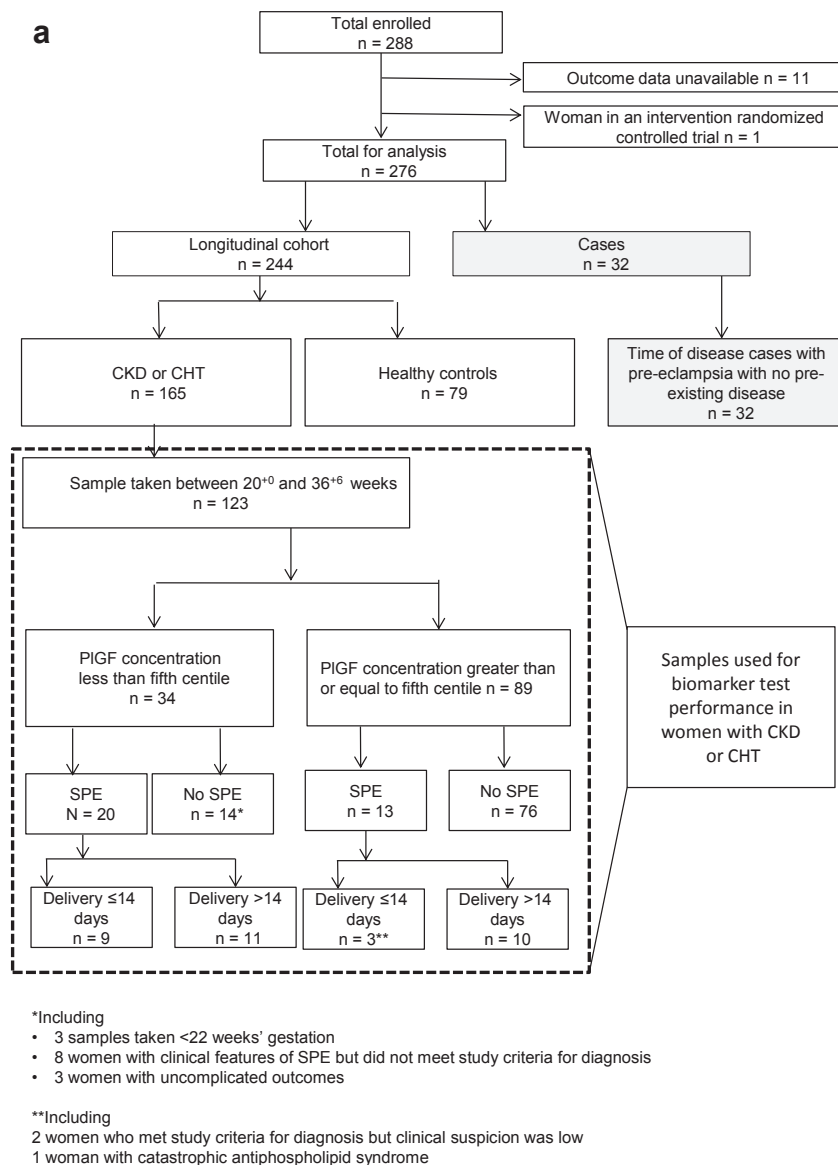 a
Total enrolled
n = 288
Outcome data unavailable n = 11
Woman in an intervention randomized
controlled trial n = 1
Total for analysis
n = 276
Longitudinal cohort
n = 244
Cases
n = 32
CKD or CHT
n = 165
Healthy controls
n = 79
Time of disease cases with
pre-eclampsia with no pre-
existing disease
n = 32
Sample taken between 20⁺⁰ and 36⁺⁶ weeks
n = 123
PlGF concentration
less than fifth centile
n = 34
PlGF concentration greater than
or equal to fifth centile n = 89
Samples used for
biomarker test
performance in
women with CKD
or CHT
SPE
N = 20
No SPE
n = 14*
SPE
n = 13
No SPE
n = 76
Delivery ≤14
days
n = 9
Delivery >14
days
n = 11
Delivery ≤14
days
n = 3**
Delivery >14
days
n = 10
*Including
• 3 samples taken <22 weeks’ gestation
• 8 women with clinical features of SPE but did not meet study criteria for diagnosis
• 3 women with uncomplicated outcomes
**Including
2 women who met study criteria for diagnosis but clinical suspicion was low
1 woman with catastrophic antiphospholipid syndrome